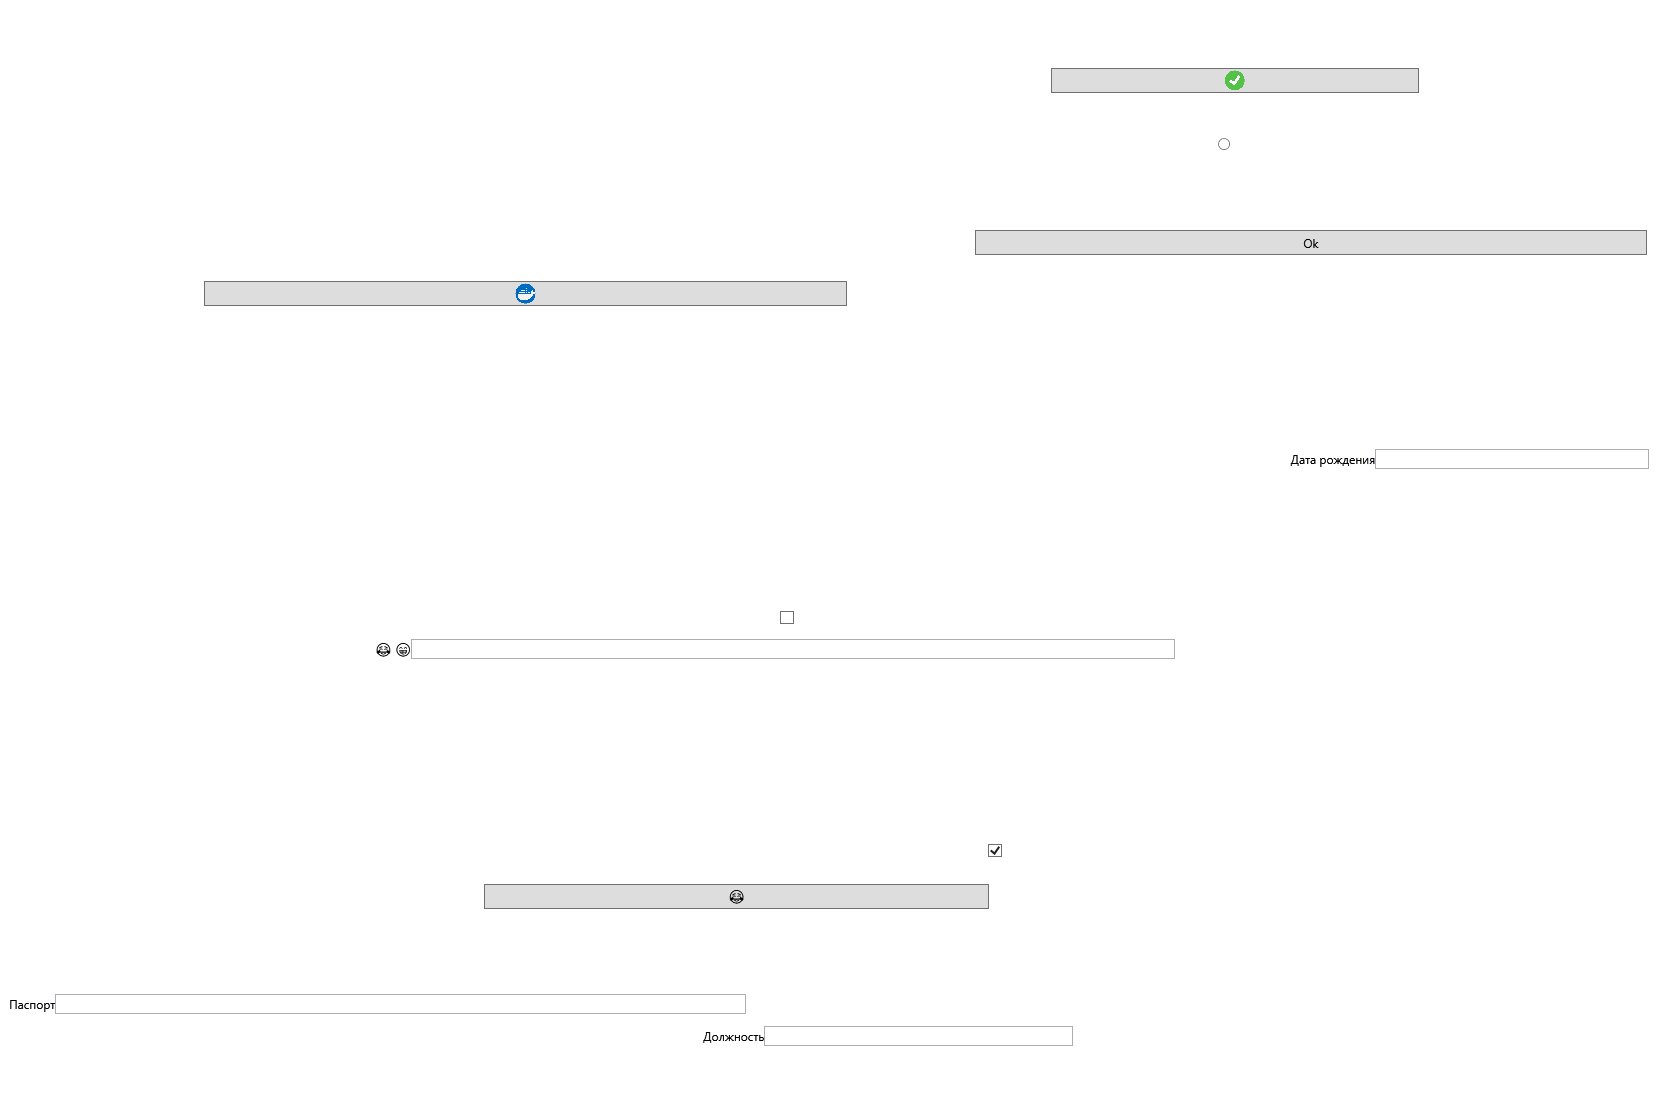 Ok
Дата рождения
😂 😁
😂
Паспорт
Должность